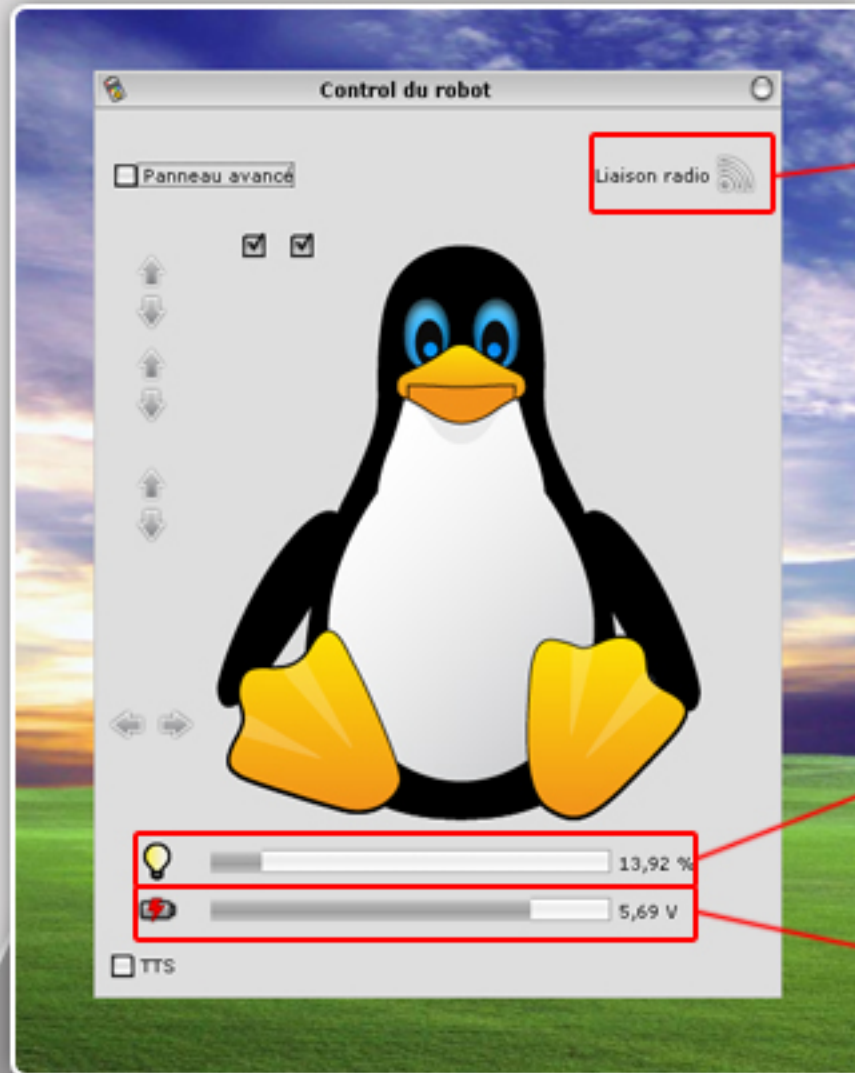 Control du robot
Panneau avancé
Liaison radio
13,92 %
5,69 V
TTS